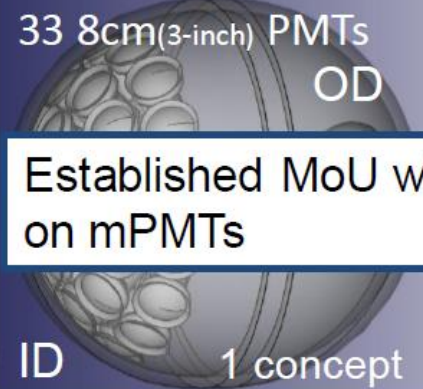 33 8cm(3-inch) PMTs
OD
Established MoU
on mPMTs
ID
1 concept